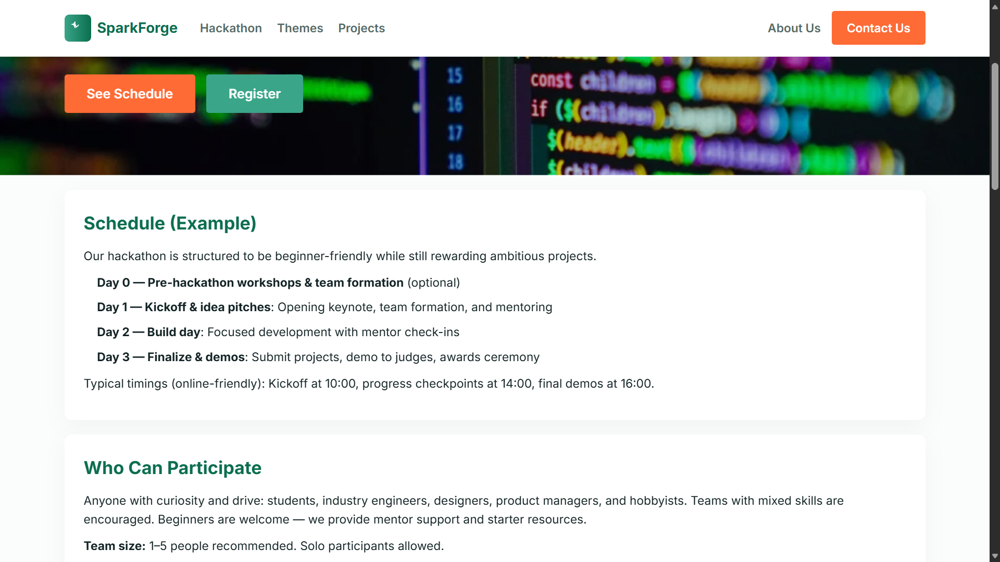 SparkForge
Hackathon
Themes
Projects
About Us
Contact Us
See Schedule
Register
15
const children
16
if ($(children).length
17
$(header).
18
$(children)
Schedule (Example)
Our hackathon is structured to be beginner-friendly while still rewarding ambitious projects.
Day 0 — Pre-hackathon workshops & team formation (optional)
Day 1 — Kickoff & idea pitches: Opening keynote, team formation, and mentoring
Day 2 — Build day: Focused development with mentor check-ins
Day 3 — Finalize & demos: Submit projects, demo to judges, awards ceremony
Typical timings (online-friendly): Kickoff at 10:00, progress checkpoints at 14:00, final demos at 16:00.
Who Can Participate
Anyone with curiosity and drive: students, industry engineers, designers, product managers, and hobbyists. Teams with mixed skills are
encouraged. Beginners are welcome — we provide mentor support and starter resources.
Team size: 1–5 people recommended. Solo participants allowed.